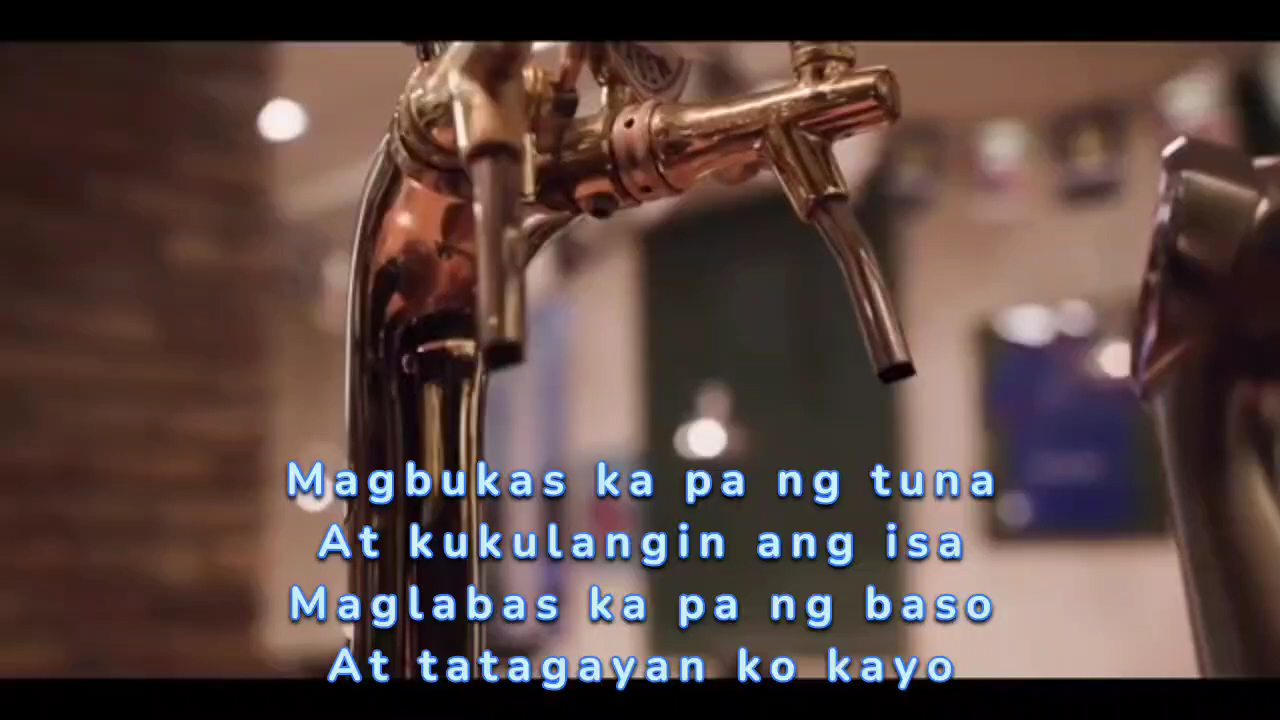 Magbukas ka pa ng tuna
At kukulangin ang isa
Maglabas ka pa ng baso
At tatagayan ko kayo